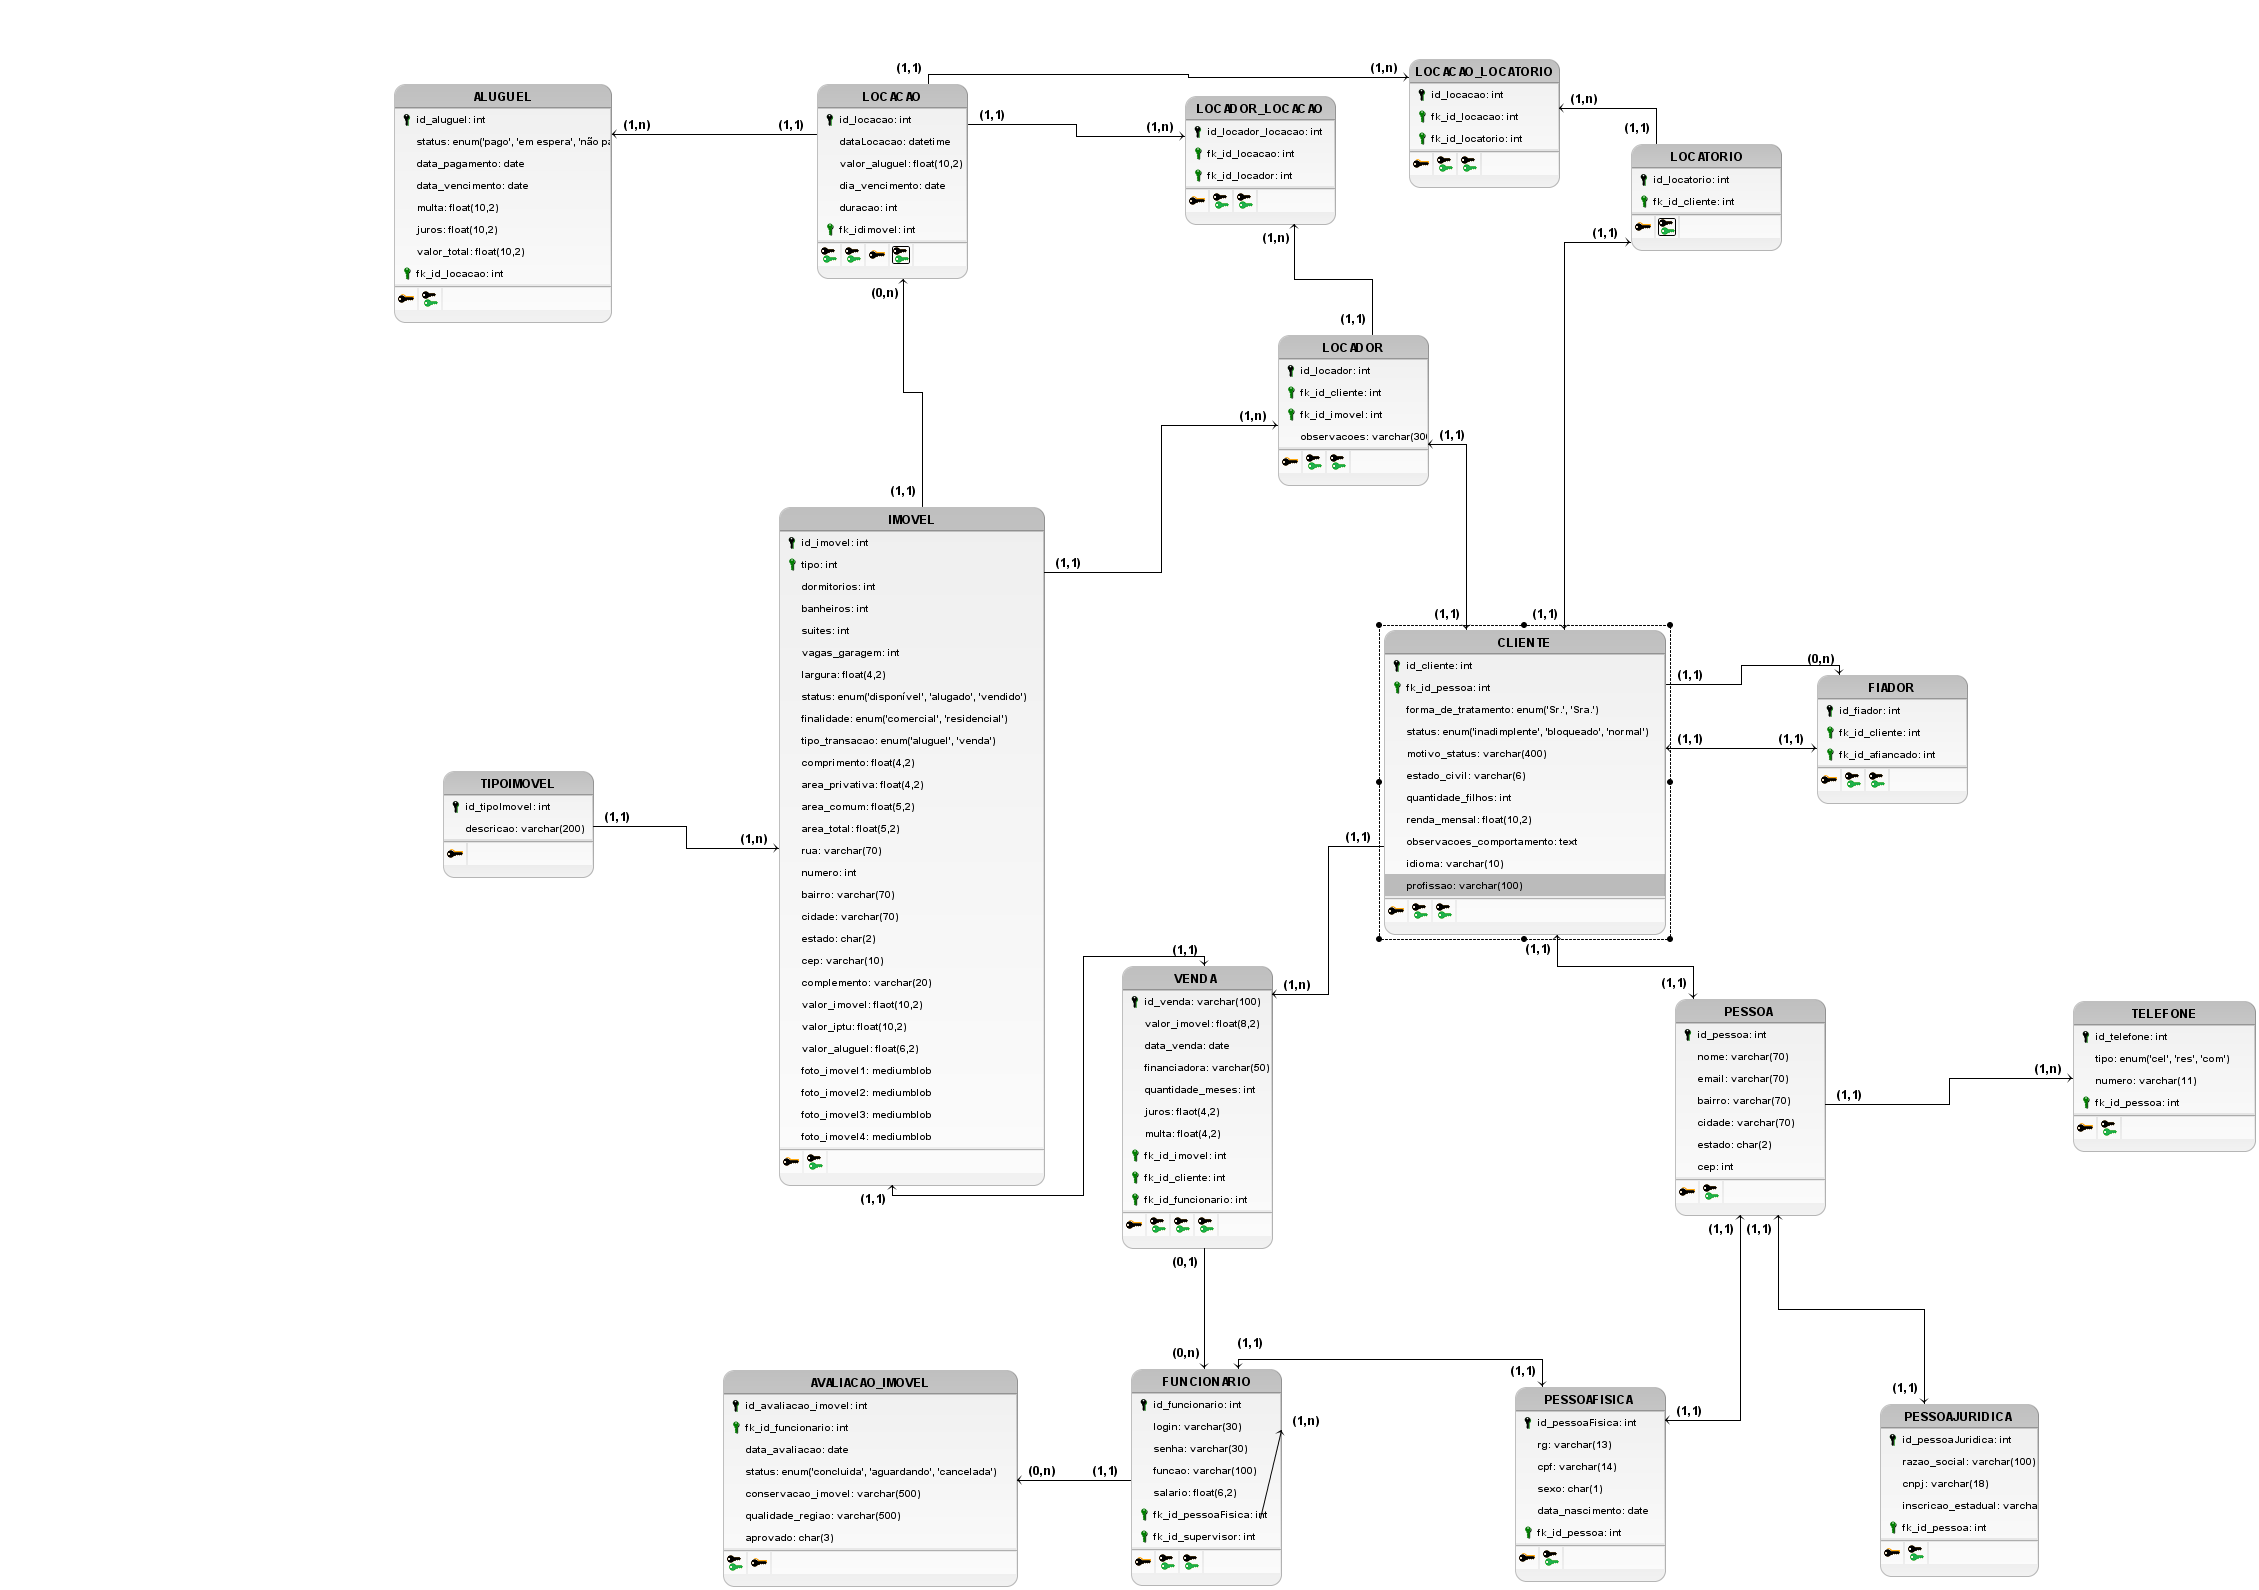 ALUGUEL
id_aluguel: int
status: enum('pago', 'em espera', 'não pa
data_pagamento: date
data_vencimento: date
multa: float(10,2)
juros: float(10,2)
valor_total: float(10,2)
fk_id_locacao: int
(1,n)
(1,1)
LOCACAO
id_locacao: int
dataLocacao: datetime
valor_aluguel: float(10,2)
dia_vencimento: date
duracao: int
fk_idimovel: int
(1,1)
(1,n)
(1,1)
(1,n)
(0,n)
LOCADOR_LOCACAO
id_locador_locacao: int
fk_id_locacao: int
fk_id_locador: int
(1,n)
LOCACAO_LOCATORIO
id_locacao: int
fk_id_locacao: int
fk_id_locatorio: int
(1,n)
(1,1)
LOCATORIO
id_locatorio: int
fk_id_cliente: int
(1,1)
(1,1)
LOCADOR
id_locador: int
fk_id_cliente: int
fk_id_imovel: int
observacoes: varchar(300
(1,n)
(1,1)
(1,1)
(1,1)
IMOVEL
id_imovel: int
tipo: int
dormitorios: int
banheiros: int
suites: int
vagas_garagem: int
largura: float(4,2)
status: enum('disponível', 'alugado', 'vendido')
finalidade: enum('comercial', 'residencial')
tipo_transacao: enum('aluguel', 'venda')
comprimento: float(4,2)
area_privativa: float(4,2)
area_comum: float(5,2)
area_total: float(5,2)
rua: varchar(70)
numero: int
bairro: varchar(70)
cidade: varchar(70)
estado: char(2)
cep: varchar(10)
complemento: varchar(20)
valor_imovel: flaot(10,2)
valor_iptu: float(10,2)
valor_aluguel: float(6,2)
foto_imovel1: mediumblob
foto_imovel2: mediumblob
foto_imovel3: mediumblob
foto_imovel4: mediumblob
(1,1)
TIPOIMOVEL
id_tipoImovel: int
descricao: varchar(200)
(1,1)
(1,n)
(1,1)
(1,1)
CLIENTE
id_cliente: int
fk_id_pessoa: int
forma_de_tratamento: enum('Sr.', 'Sra.')
status: enum('inadimplente', 'bloqueado', 'normal')
motivo_status: varchar(400)
estado_civil: varchar(6)
quantidade_filhos: int
renda_mensal: float(10,2)
observacoes_comportamento: text
idioma: varchar(10)
profissao: varchar(100)
(1,1)
(0,n)
(1,1)
(1,1)
FIADOR
id_fiador: int
fk_id_cliente: int
fk_id_afiancado: int
(1,1)
(1,n)
(1,1)
VENDA
id_venda: varchar(100)
valor_imovel: float(8,2)
data_venda: date
financiadora: varchar(50)
quantidade_meses: int
juros: flaot(4,2)
multa: float(4,2)
fk_id_imovel: int
fk_id_cliente: int
fk_id_funcionario: int
(0,1)
(0,n)
(1,1)
(1,1)
PESSOA
id_pessoa: int
nome: varchar(70)
email: varchar(70)
bairro: varchar(70)
cidade: varchar(70)
estado: char(2)
cep: int
(1,1)
(1,n)
TELEFONE
id_telefone: int
tipo: enum('cel', 'res', 'com')
numero: varchar(11)
fk_id_pessoa: int
(1,1)
(1,1)
AVALIACAO_IMOVEL
id_avaliacao_imovel: int
fk_id_funcionario: int
data_avaliacao: date
status: enum('concluida', 'aguardando', 'cancelada')
conservacao_imovel: varchar(500)
qualidade_regiao: varchar(500)
aprovado: char(3)
(0,n)
(1,1)
FUNCIONARIO
id_funcionario: int
login: varchar(30)
senha: varchar(30)
funcao: varchar(100)
salario: float(6,2)
fk_id_pessoaFisica: int
fk_id_supervisor: int
(1,1)
(1,n)
(1,1)
PESSOAFISICA
id_pessoaFisica: int
rg: varchar(13)
cpf: varchar(14)
sexo: char(1)
data_nascimento: date
fk_id_pessoa: int
(1,1)
(1,1)
PESSOAJURIDICA
id_pessoaJuridica: int
razao_social: varchar(100)
cnpj: varchar(18)
inscricao_estadual: varcha
fk_id_pessoa: int